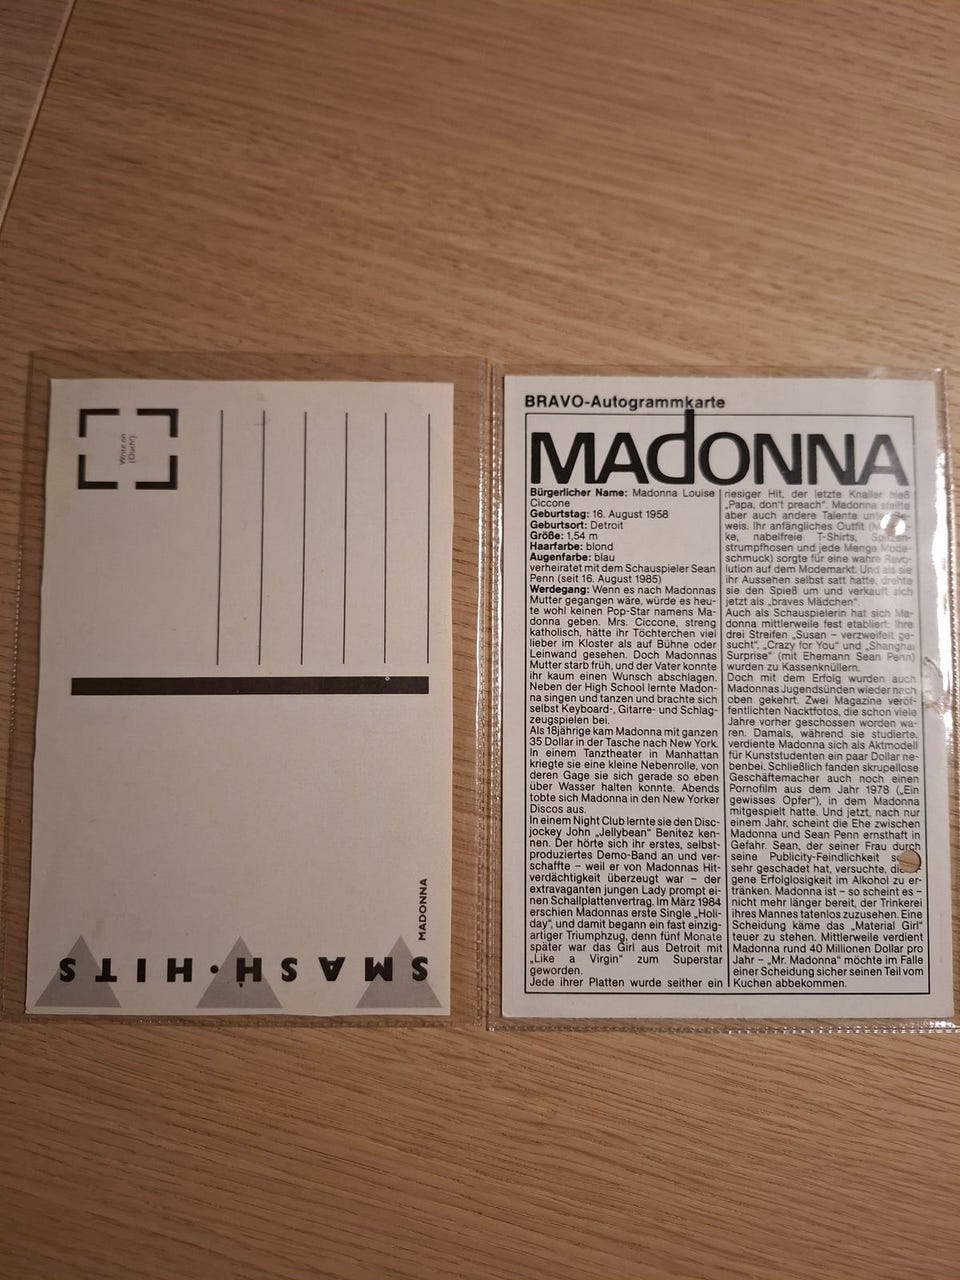 Write on
(Ouch!)
MADONNA
SMASH·HITS
BRAVO-Autogrammkarte
MADONNA
Bürgerlicher Name: Madonna Louise
Ciccone
Geburtstag: 16. August 1958
Geburtsort: Detroit
Größe: 1,54 m
Haarfarbe: blond
Augenfarbe: blau
verheiratet mit dem Schauspieler Sean
Penn (seit 16. August 1985)
Werdegang: Wenn es nach Madonnas
Mutter gegangen wäre, würde es heu-
te wohl keinen Pop-Star namens Ma-
donna geben. Mrs. Ciccone, streng
katholisch, hätte ihr Töchterchen viel
lieber im Kloster als auf Bühne oder
Leinwand gesehen. Doch Madonnas
Mutter starb früh, und der Vater konnte
ihr kaum einen Wunsch abschlagen.
Neben der High School lernte Madon-
na singen und tanzen und brachte sich
selbst Keyboard-, Gitarre- und Schlag-
zeugspielen bei.
Als 18jährige kam Madonna mit ganzen
35 Dollar in der Tasche nach New York.
In einem Tanztheater in Manhattan
kriegte sie eine kleine Nebenrolle, von
deren Gage sie sich gerade so eben
über Wasser halten konnte. Abends
tobte sich Madonna in den New Yorker
Discos aus.
In einem Night Club lernte sie den Disc-
jockey John „Jellybean" Benitez ken-
nen. Der hörte sich ihr erstes, selbst-
produziertes Demo-Band an und ver-
schaffte – weil er von Madonnas Hit-
verdächtigkeit überzeugt war – der
extravaganten jungen Lady prompt ei-
nen Schallplattenvertrag. Im März 1984
erschien Madonnas erste Single „Holi-
day", und damit begann ein fast einzig-
artiger Triumphzug, denn fünf Monate
später war das Girl aus Detroit mit
„Like a Virgin" zum Superstar
geworden.
Jede ihrer Platten wurde seither ein
riesiger Hit, der letzte Knaller hieß
„Papa, don't preach". Madonna stellte
aber auch andere Talente unter Be-
weis. Ihr anfängliches Outfit
ke, nabelfreie T-Shirts, Spitzen-
strumpfhosen und jede Menge Mode-
schmuck) sorgte für eine wahre Revo-
lution auf dem Modemarkt. Und als sie
ihr Aussehen selbst satt hatte, drehte
sie den Spieß um und verkauft sich
jetzt als „braves Mädchen".
Auch als Schauspielerin hat sich Ma-
donna mittlerweile fest etabliert: Ihre
drei Streifen „Susan – verzweifelt ge-
sucht", „Crazy for You" und „Shanghai
Surprise" (mit Ehemann Sean Penn)
wurden zu Kassenknüllern.
Doch mit dem Erfolg wurden auch
Madonnas Jugendsünden wieder nach
oben gekehrt. Zwei Magazine veröf-
fentlichten Nacktfotos, die schon viele
Jahre vorher geschossen worden wa-
ren. Damals, während sie studierte,
verdiente Madonna sich als Aktmodell
für Kunststudenten ein paar Dollar ne-
benbei. Schließlich fanden skrupellose
Geschäftemacher auch noch einen
Pornofilm aus dem Jahr 1978 („Ein
gewisses Opfer"), in dem Madonna
mitgespielt hatte. Und jetzt, nach nur
einem Jahr, scheint die Ehe zwischen
Madonna und Sean Penn ernsthaft in
Gefahr. Sean, der seiner Frau durch
seine Publicity-Feindlichkeit
sehr geschadet hat, versuchte,
gene Erfolglosigkeit im Alkohol zu er-
tränken. Madonna ist – so scheint es –
nicht mehr länger bereit, der Trinkerei
ihres Mannes tatenlos zuzusehen. Eine
Scheidung käme das „Material Girl"
teuer zu stehen. Mittlerweile verdient
Madonna rund 40 Millionen Dollar pro
Jahr – „Mr. Madonna" möchte im Falle
einer Scheidung sicher seinen Teil vom
Kuchen abbekommen.